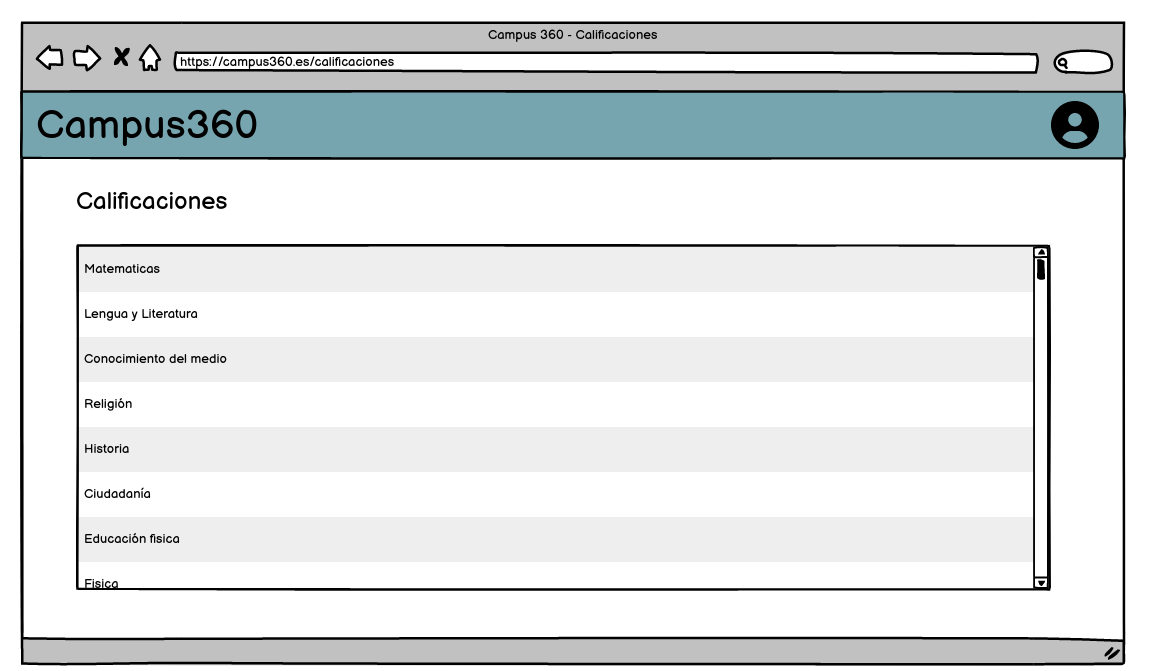 Campus 360 - Calificaciones
https://campus360.es/calificaciones
Campus360
Calificaciones
Matematicas
Lengua y Literatura
Conocimiento del medio
Religión
Historia
Ciudadanía
Educación fisica
Fisica